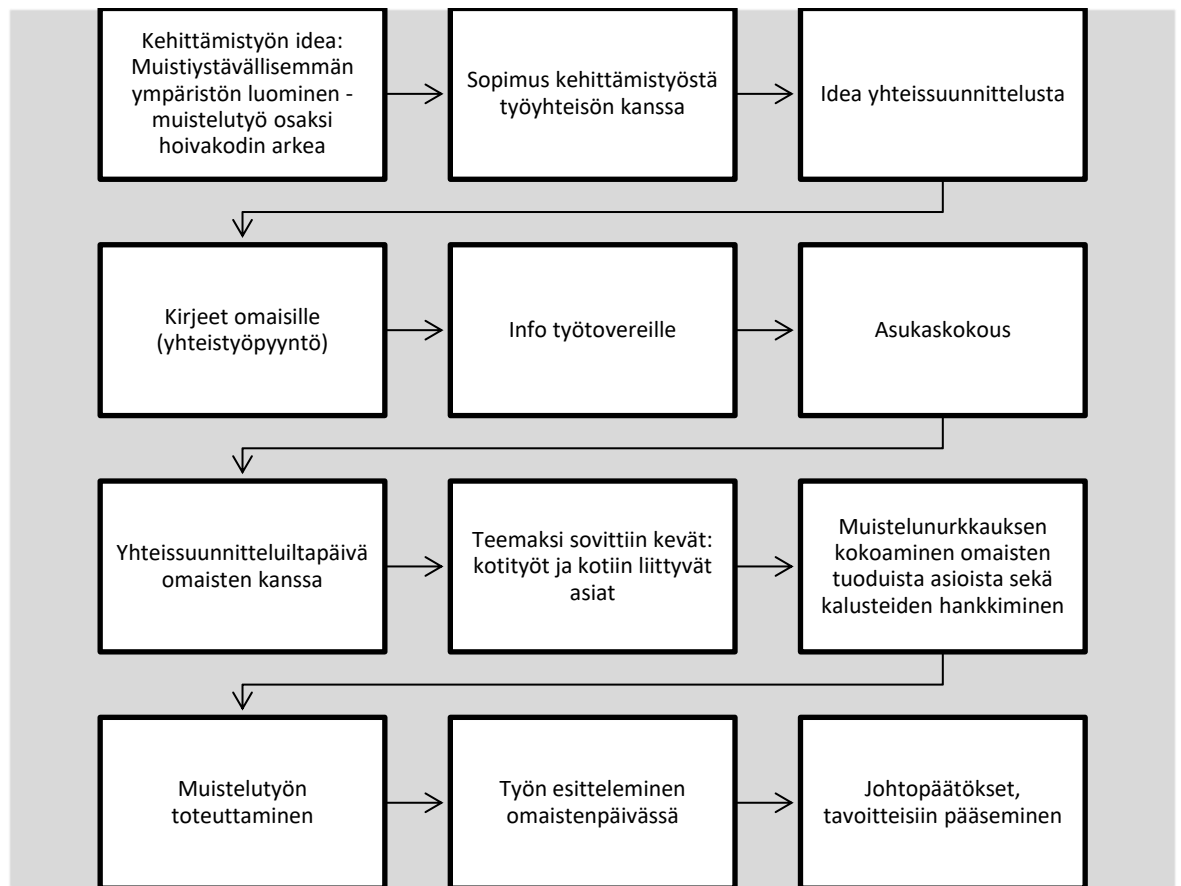 Kehittämistyön idea:
Muistiystävällisemmän
ympäristön luominen -
muistelutyö osaksi
hoivakodin arkea
Sopimus kehittämistyöstä
työyhteisön kanssa
Idea yhteissuunnittelusta
Kirjeet omaisille
(yhteistyöpyyntö)
Info työtovereille
Asukaskokous
Yhteissuunnitteluiltapäivä
omaisten kanssa
Teemaksi sovittiin kevät:
kotityöt ja kotiin liittyvät
asiat
Muistelunurkkauksen
kokoaminen omaisten
tuoduista asioista sekä
kalusteiden hankkiminen
Muistelutyön
toteuttaminen
Työn esitteleminen
omaistenpäivässä
Johtopäätökset,
tavoitteisiin pääseminen